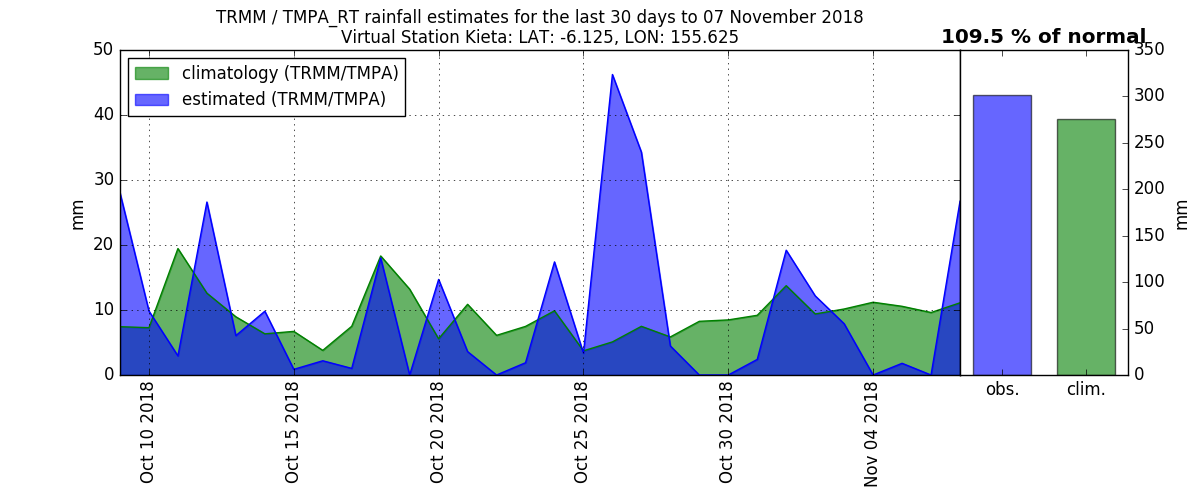 TRMM / TMPA_RT rainfall estimates for the last 30 days to 07 November 2018
Virtual Station Kieta: LAT: -6.125, LON: 155.625
109.5 % of normal
climatology (TRMM/TMPA)
estimated (TRMM/TMPA)
50
40
30
20
10
0
mm
Oct 10 2018
Oct 15 2018
Oct 20 2018
Oct 25 2018
Oct 30 2018
Nov 04 2018
obs.
clim.
350
300
250
200
150
100
50
0
mm